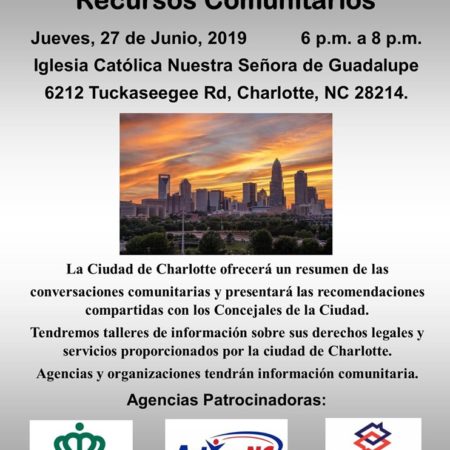 Recursos Comunitarios
Jueves, 27 de Junio, 2019 6 p.m. a 8 p.m.
Iglesia Católica Nuestra Señora de Guadalupe
6212 Tuckaseegee Rd, Charlotte, NC 28214.
La Ciudad de Charlotte ofrecerá un resumen de las
conversaciones comunitarias y presentará las recomendaciones
compartidas con los Concejales de la Ciudad.
Tendremos talleres de información sobre sus derechos legales y
servicios proporcionados por la ciudad de Charlotte.
Agencias y organizaciones tendrán información comunitaria.
Agencias Patrocinadoras: